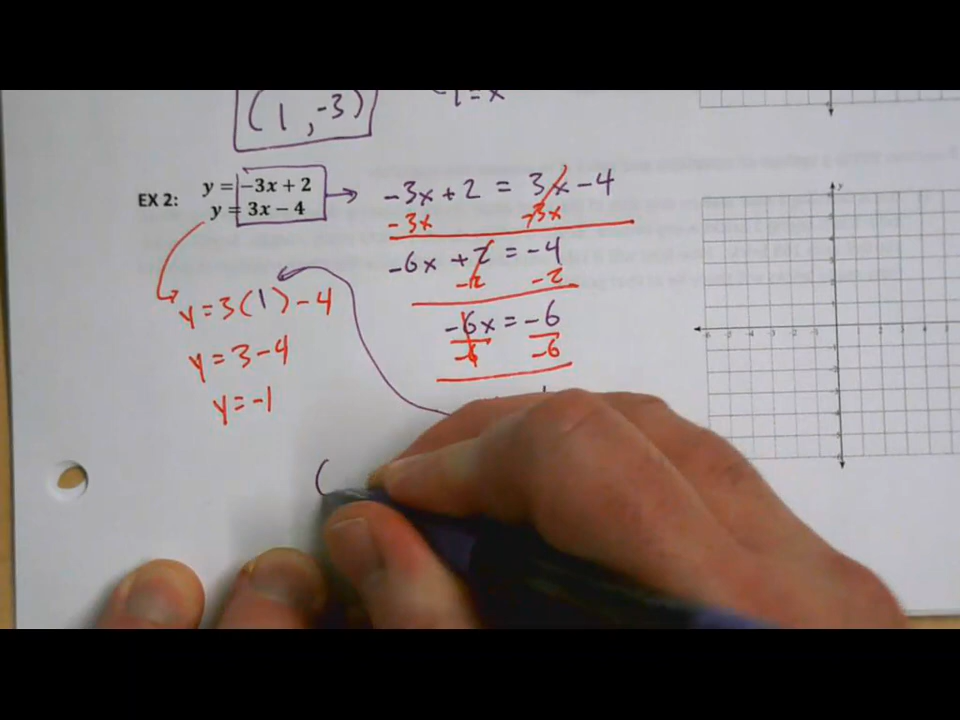 (1, -3)
EX 2: y = -3x + 2
y = 3x - 4
-3x + 2 = 3x - 4
-3x -3x
-6x + 2 = -4
-2 -2
-6x = -6
-6 -6
y = 3(1) - 4
y = 3 - 4
y = -1
(